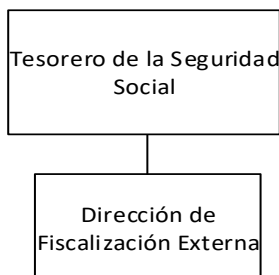 Tesorero de la Seguridad
Social
Dirección de
Fiscalización Externa